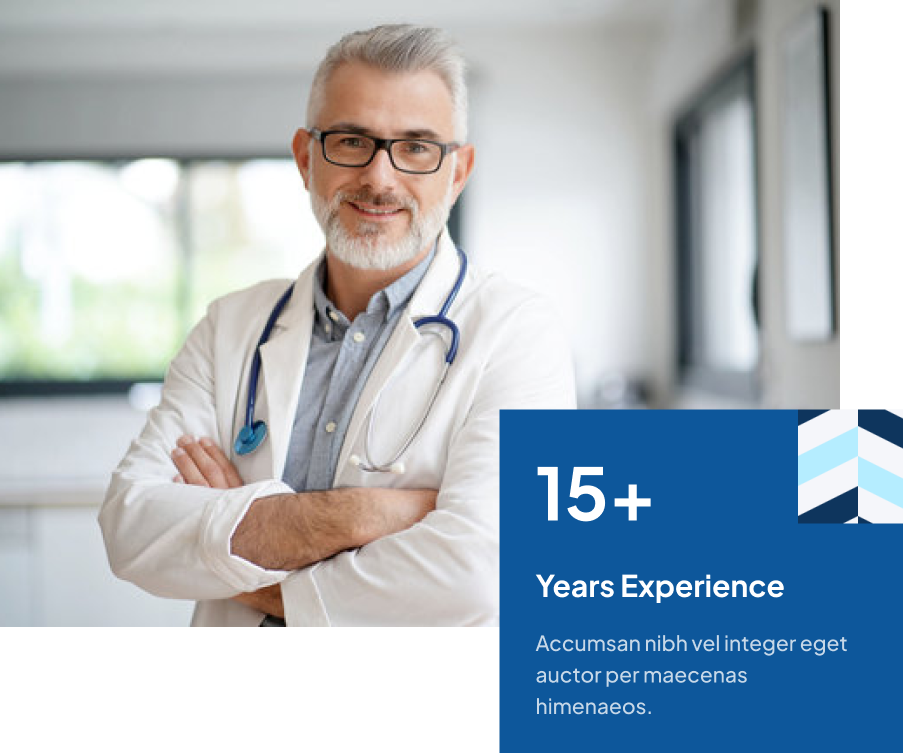 15+
Years Experience
Accumsan nibh vel integer eget
auctor per maecenas
himenaeos.